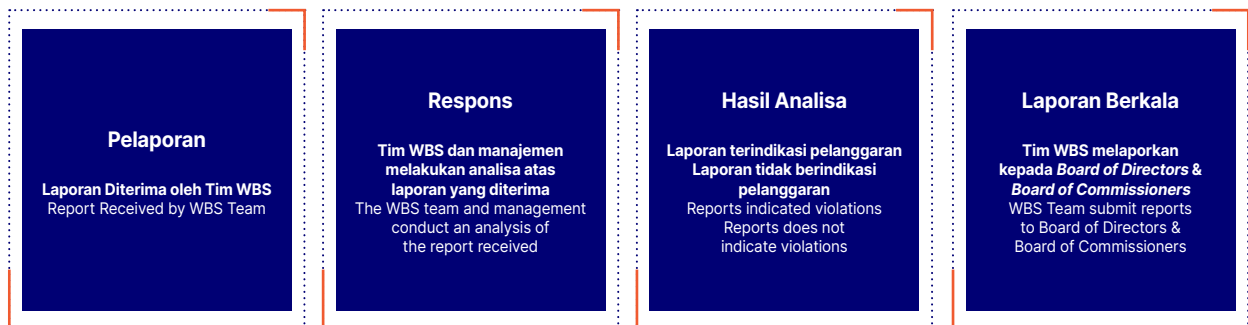 Pelaporan
Laporan Diterima oleh Tim WBS
Report Received by WBS Team
Respons
Tim WBS dan manajemen
melakukan analisa atas
laporan yang diterima
The WBS team and management
conduct an analysis of
the report received
Hasil Analisa
Laporan terindikasi pelanggaran
Laporan tidak berindikasi
pelanggaran
Reports indicated violations
Reports does not
indicate violations
Laporan Berkala
Tim WBS melaporkan
kepada Board of Directors &
Board of Commissioners
WBS Team submit reports
to Board of Directors &
Board of Commissioners